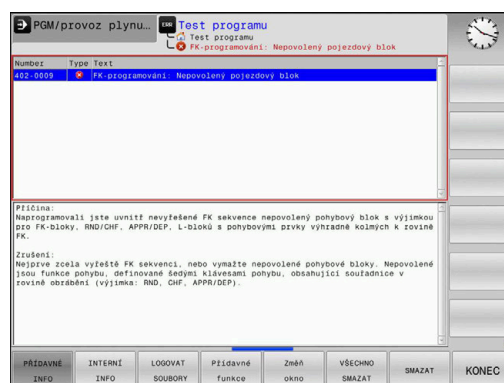 PGM/provoz plynu…
ERR Test programu
Test programu
FK-programování: Nepovolený pojezdový blok
Number Type Text
402-0009 FK-programování: Nepovolený pojezdový blok
Příčina:
Naprogramovali jste uvnitř nevyřešené FK sekvence nepovolený pohybový blok s výjimkou
pro FK-bloky, RND/CHF, APPR/DEP, L-bloků s pohybovými prvky výhradně kolmých k rovině
FK.
Zrušení:
Nejprve zcela vyřeště FK sekvenci, nebo vymažte nepovolené pohybové bloky. Nepovolené
jsou funkce pohybu, definované šedými klávesami pohybu, obsahující souřadnice v
rovině obrábění (výjimka: RND, CHF, APPR/DEP).
PŘÍDAVNÉ
INFO
INTERNÍ
INFO
LOGOVAT
SOUBORY
Přídavné
funkce
Změň
okno
VŠECHNO
SMAZAT
SMAZAT
KONEC